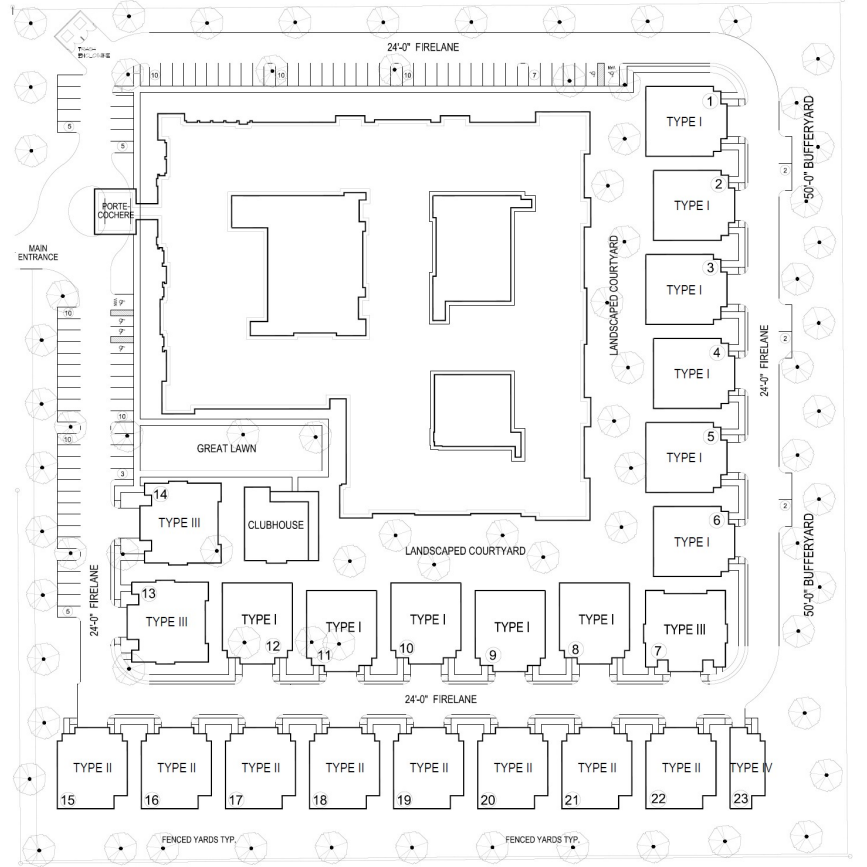 24'-0" FIRELANE
TRASH
ENCLOSURE
10
10
10
7
9'
9'
5
5
1
TYPE I
2
TYPE I
2
50'-0" BUFFERYARD
PORTE-
COCHERE
MAIN
ENTRANCE
LANDSCAPED COURTYARD
3
TYPE I
10
9'
9'
9'
9'
2
4
TYPE I
24'-0" FIRELANE
10
10
GREAT LAWN
5
TYPE I
3
14
TYPE III
CLUBHOUSE
2
6
TYPE I
LANDSCAPED COURTYARD
50'-0" BUFFERYARD
24'-0" FIRELANE
5
13
TYPE III
TYPE I
12
TYPE I
11
TYPE I
10
TYPE I
9
TYPE I
8
TYPE III
7
24'-0" FIRELANE
TYPE II
15
TYPE II
16
TYPE II
17
TYPE II
18
TYPE II
19
TYPE II
20
TYPE II
21
TYPE II
22
TYPE IV
23
FENCED YARDS TYP.
FENCED YARDS TYP.